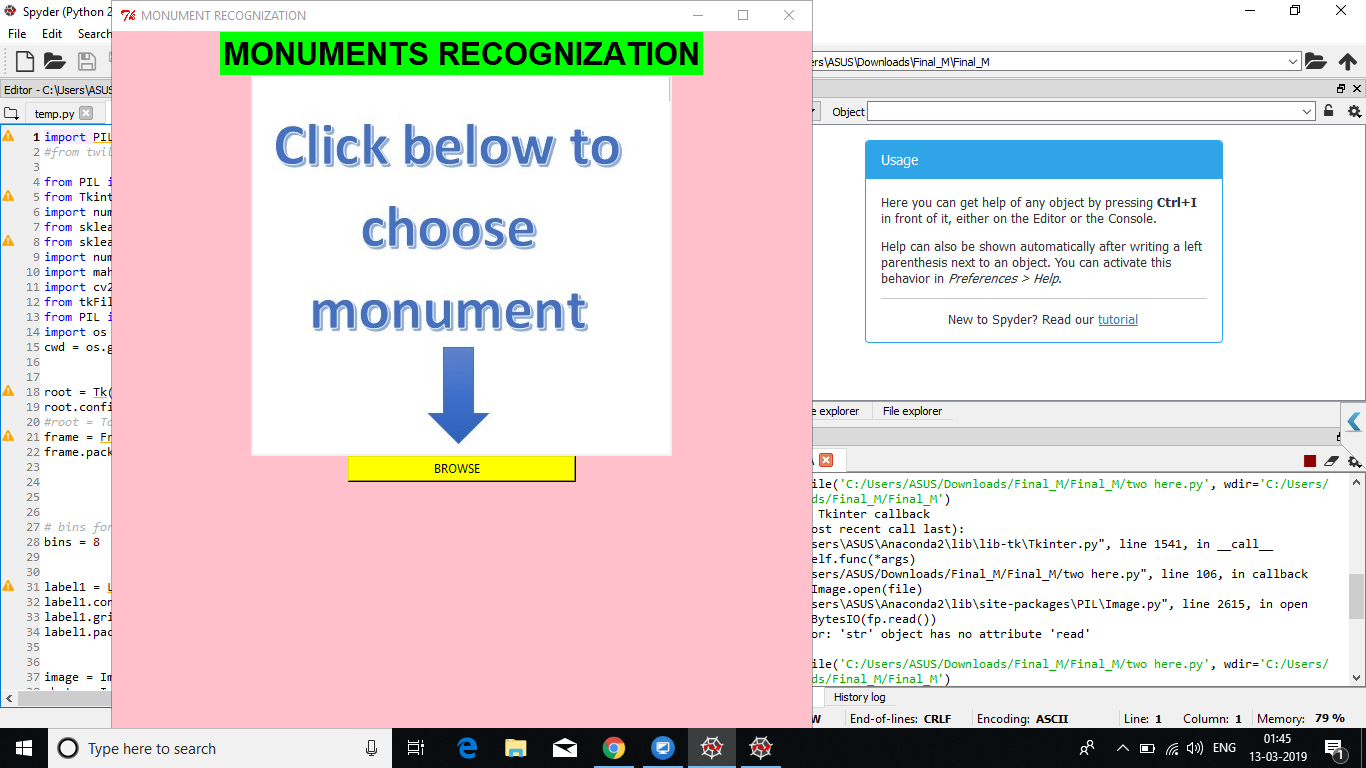 Spyder (Python 2
MONUMENT RECOGNIZATION
File Edit Search
MONUMENTS RECOGNIZATION
ers\ASUS\Downloads\Final_M\Final_M
Editor - C:\Users\ASUS
temp.py
Object
1 import PIL
2 #from twil
3
4 from PIL i
5 from Tkint
6 import num
7 from sklea
8 from sklea
9 import num
10 import mah
11 import cv2
12 from tkFil
13 from PIL i
14 import os
15 cwd = os.g
16
17
18 root = Tk(
19 root.confi
20 #root = To
21 frame = Fr
22 frame.pack
23
24
25
26
27 # bins for
28 bins = 8
29
30
31 label1 = L
32 label1.con
33 label1.gri
34 label1.pac
35
36
37 image = Im
Click below to
choose
monument
BROWSE
Usage
Here you can get help of any object by pressing Ctrl+I
in front of it, either on the Editor or the Console.
Help can also be shown automatically after writing a left
parenthesis next to an object. You can activate this
behavior in Preferences > Help.
New to Spyder? Read our tutorial
e explorer File explorer
ile('C:/Users/ASUS/Downloads/Final_M/Final_M/two here.py', wdir='C:/Users/
ds/Final_M/Final_M')
Tkinter callback
ost recent call last):
sers\ASUS\Anaconda2\lib\lib-tk\Tkinter.py", line 1541, in __call__
elf.func(*args)
sers/ASUS/Downloads/Final_M/Final_M/two here.py", line 106, in callback
Image.open(file)
sers\ASUS\Anaconda2\lib\site-packages\PIL\Image.py", line 2615, in open
BytesIO(fp.read())
or: 'str' object has no attribute 'read'
ile('C:/Users/ASUS/Downloads/Final_M/Final_M/two here.py', wdir='C:/Users/
ds/Final_M/Final_M')
History log
W End-of-lines: CRLF Encoding: ASCII Line: 1 Column: 1 Memory: 79 %
Type here to search
ENG
01:45
13-03-2019
1